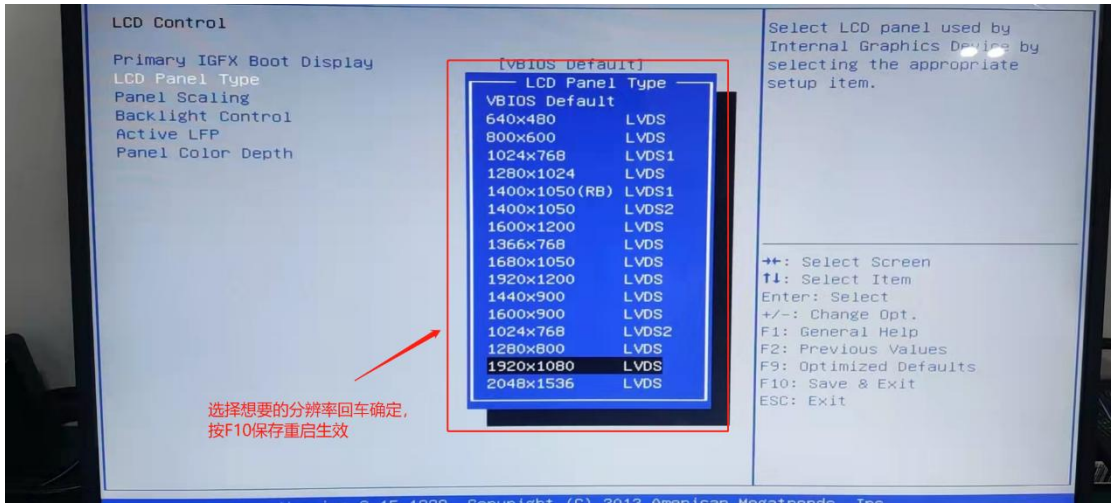 LCD Control
Primary IGFX Boot Display
[VBIOS Default]
LCD Panel Type
Panel Scaling
Backlight Control
Active LFP
Panel Color Depth
LCD Panel Type
VBIOS Default
640x480 LVDS
800x600 LVDS
1024x768 LVDS1
1280x1024 LVDS
1400x1050(RB) LVDS1
1400x1050 LVDS2
1600x1200 LVDS
1366x768 LVDS
1680x1050 LVDS
1920x1200 LVDS
1440x900 LVDS
1600x900 LVDS
1024x768 LVDS2
1280x800 LVDS
1920x1080 LVDS
2048x1536 LVDS
选择想要的分辨率回车确定，
按F10保存重启生效
Select LCD panel used by
Internal Graphics Device by
selecting the appropriate
setup item.
→←: Select Screen
↑↓: Select Item
Enter: Select
+/-: Change Opt.
F1: General Help
F2: Previous Values
F9: Optimized Defaults
F10: Save & Exit
ESC: Exit
Copyright (C) 2013 American Megatrends, Inc.